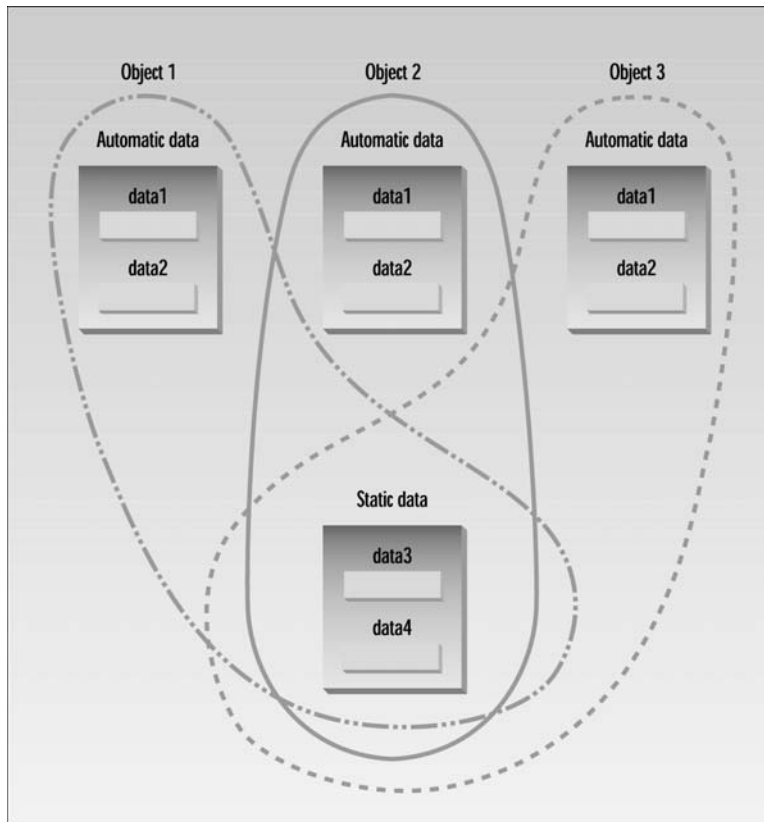 Object 1
Object 2
Object 3
Automatic data
Automatic data
Automatic data
data1
data1
data1
data2
data2
data2
Static data
data3
data4